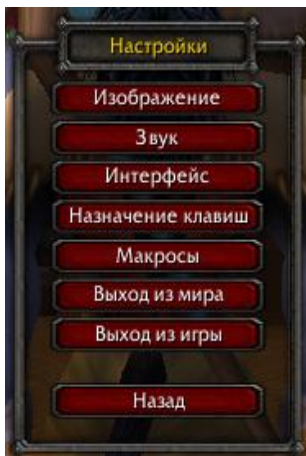 Настройки
Изображение
Звук
Интерфейс
Назначение клавиш
Макросы
Выход из мира
Выход из игры
Назад